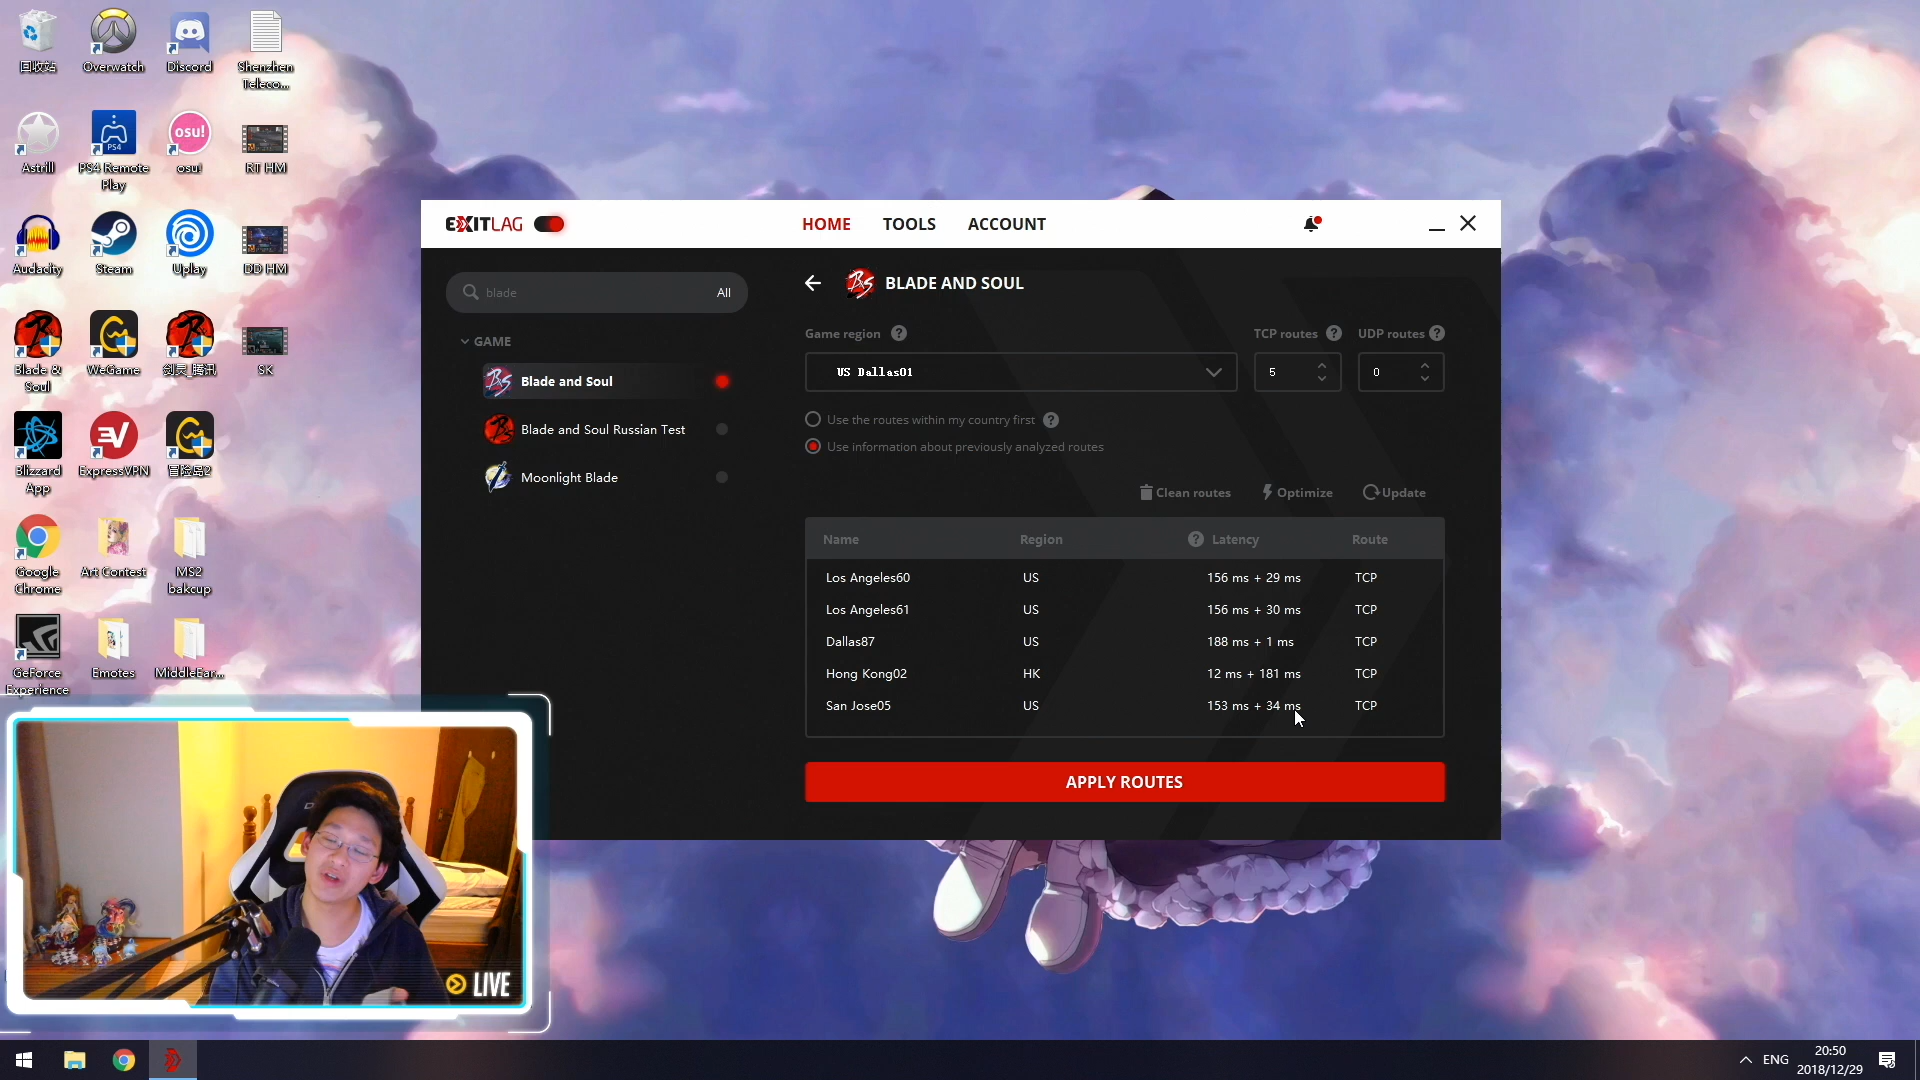 回收站
Overwatch
Discord
Shenzhen
Teleco...
Astrill
PS4
PS4 Remote
Play
osu!
osu!
RT HM
Audacity
Steam
Uplay
DD HM
Blade &
Soul
WeGame
剑灵_腾讯
SK
Blizzard
App
EV
ExpressVPN
冒险岛2
Google
Chrome
Art Contest
MS2
bakcup
GeForce
Experience
Emotes
MiddleEar...
EXITLAG
HOME
TOOLS
ACCOUNT
blade
All
GAME
Blade and Soul
Blade and Soul Russian Test
Moonlight Blade
BLADE AND SOUL
Game region ?
TCP routes ?
UDP routes ?
US Dallas01
5
0
Use the routes within my country first ?
Use information about previously analyzed routes
Clean routes
Optimize
Update
Name Region ? Latency Route
Los Angeles60 US 156 ms + 29 ms TCP
Los Angeles61 US 156 ms + 30 ms TCP
Dallas87 US 188 ms + 1 ms TCP
Hong Kong02 HK 12 ms + 181 ms TCP
San Jose05 US 153 ms + 34 ms TCP
APPLY ROUTES
LIVE
ENG
20:50
2018/12/29